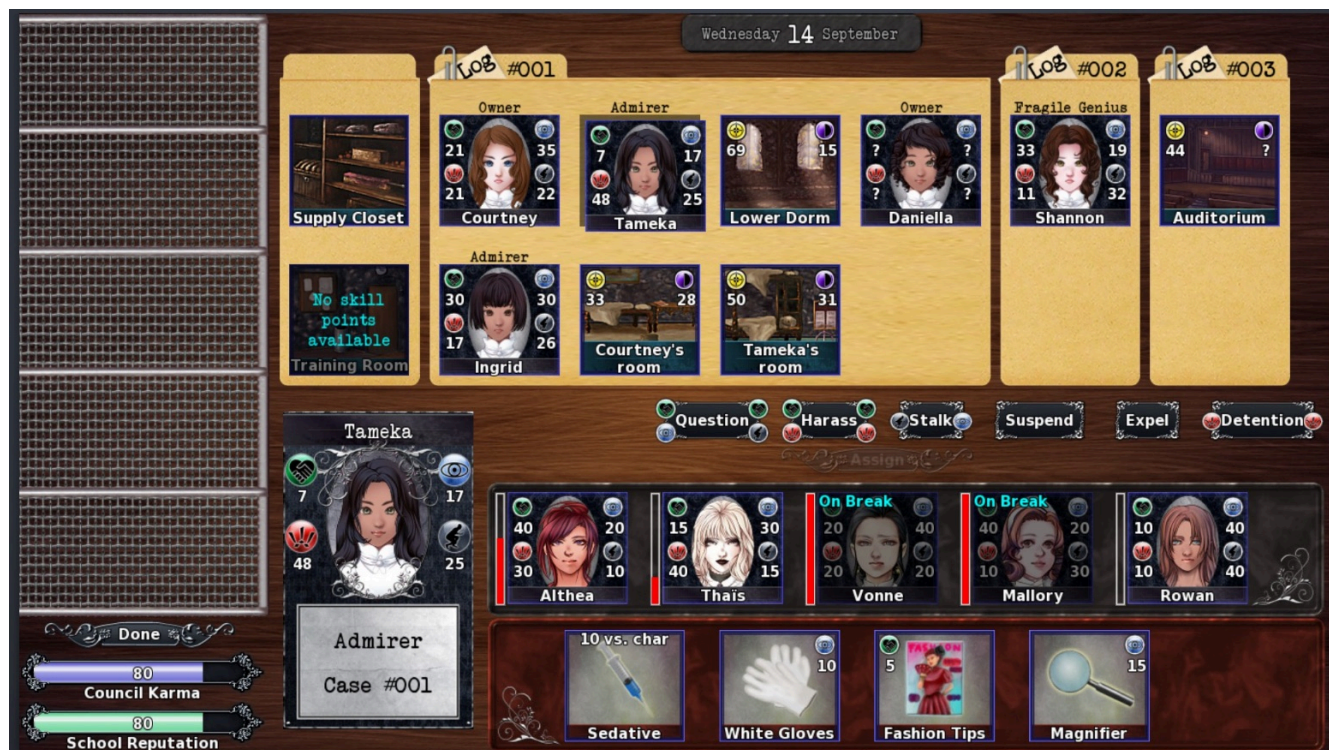 Wednesday 14 September
Log #001
Log #002
Log #003
Owner
Admirer
Owner
Fragile Genius
21 35
21 22
Courtney
7 17
48 25
Tameka
69 15
Lower Dorm
? ?
? ?
Daniella
33 19
11 32
Shannon
44 ?
Auditorium
Supply Closet
Admirer
No skill
points
available
Training Room
30 30
17 26
Ingrid
33 28
Courtney's
room
50 31
Tameka's
room
Question
Harass
Stalk
Suspend
Expel
Detention
Assign
Tameka
7 17
48 25
Admirer
Case #001
40 20
30 10
Althea
15 30
40 15
Thaïs
On Break
20 40
20 20
Vonne
On Break
40 20
10 30
Mallory
10 40
10 40
Rowan
10 vs. char
Sedative
10
White Gloves
5
FASHION
Fashion Tips
15
Magnifier
Done
80
Council Karma
80
School Reputation